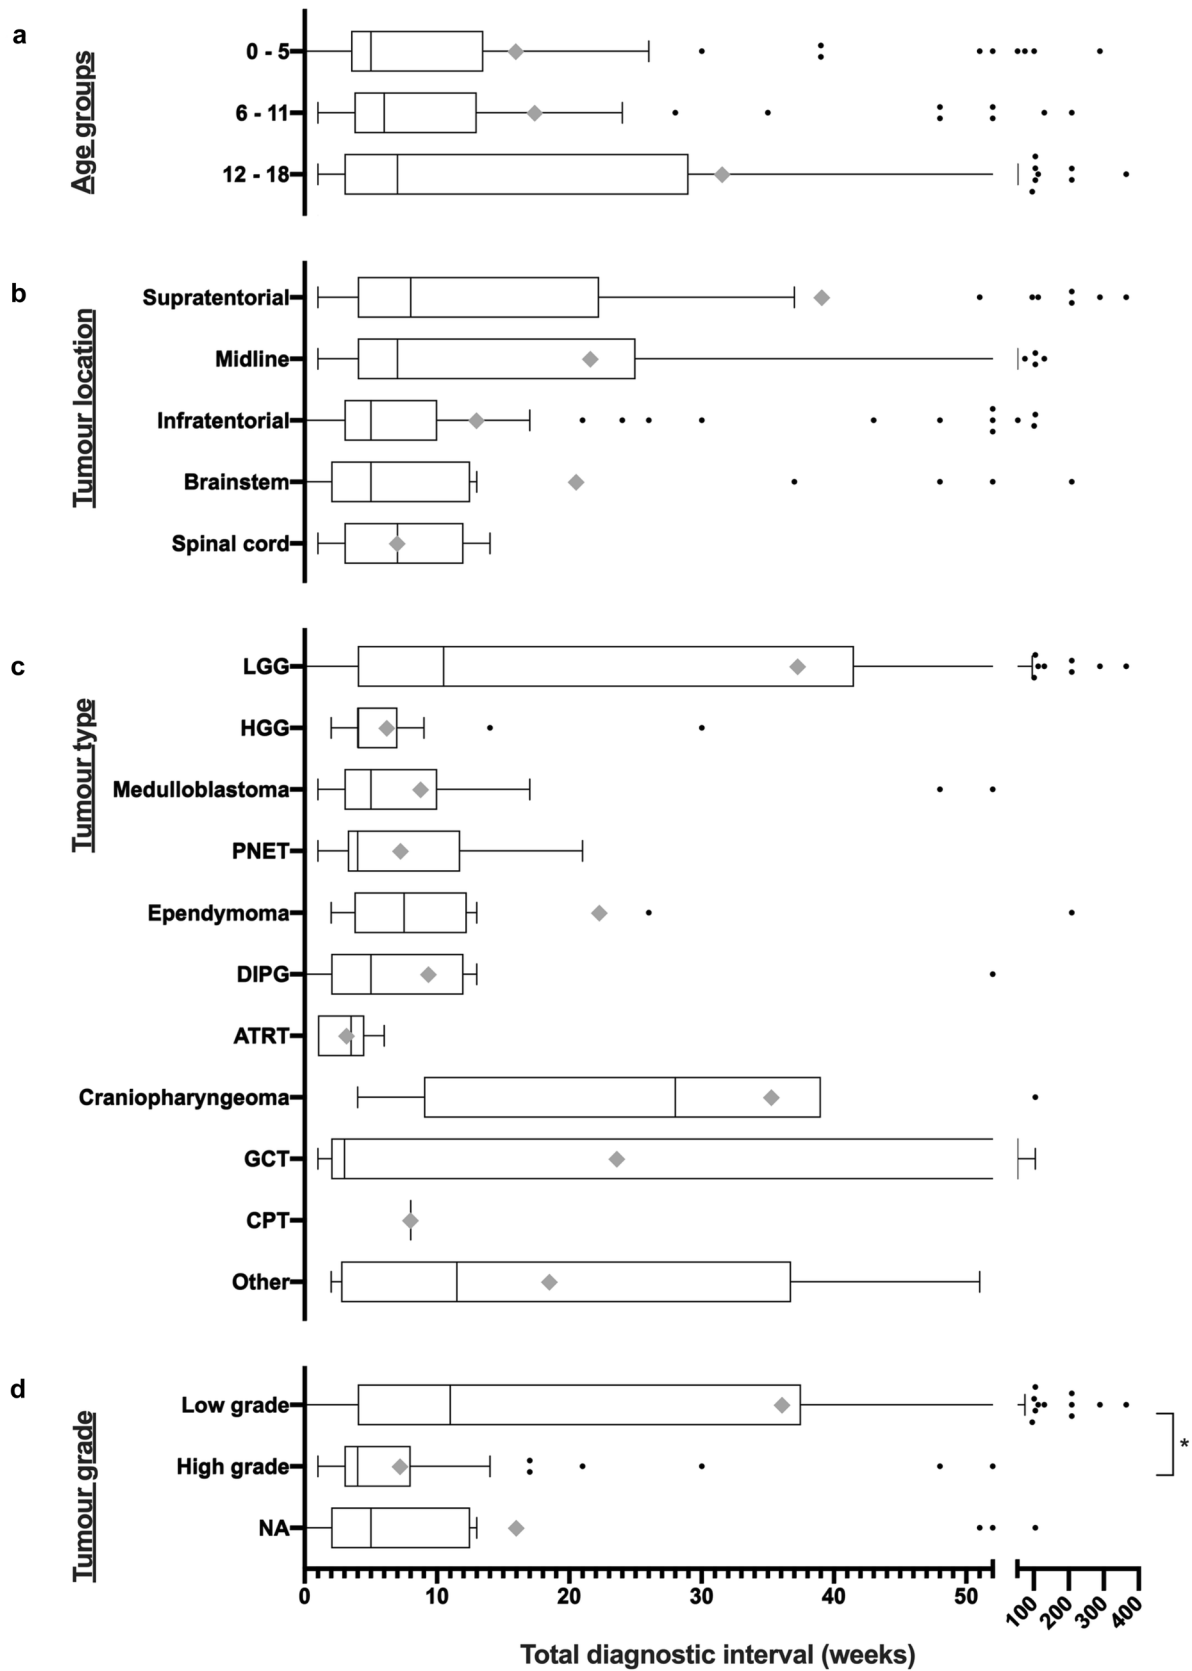 a
Age groups
0 - 5
6 - 11
12 - 18
b
Tumour location
Supratentorial
Midline
Infratentorial
Brainstem
Spinal cord
c
Tumour type
LGG
HGG
Medulloblastoma
PNET
Ependymoma
DIPG
ATRT
Craniopharyngeoma
GCT
CPT
Other
d
Tumour grade
Low grade
High grade
NA
*
0 10 20 30 40 50 100 200 300 400
Total diagnostic interval (weeks)